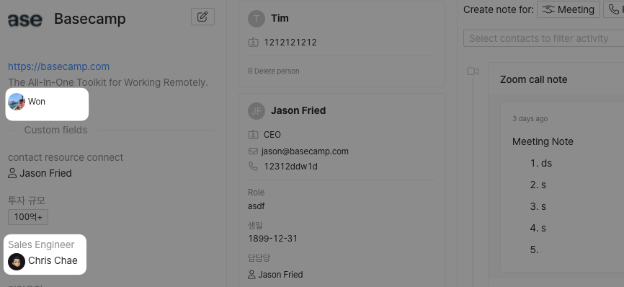 ase Basecamp
https://basecamp.com
The All-In-One Toolkit for Working Remotely.
Won
Custom fields
contact resource connect
Jason Fried
투자 규모
100억+
Sales Engineer
Chris Chae
T Tim
1212121212
Delete person
JF Jason Fried
CEO
jason@basecamp.com
12312ddw1d
Role
asdf
생일
1899-12-31
담당당
Jason Fried
Create note for: Meeting
Select contacts to filter activity
Zoom call note
3 days ago
Meeting Note
1. ds
2. s
3. s
4. s
5.